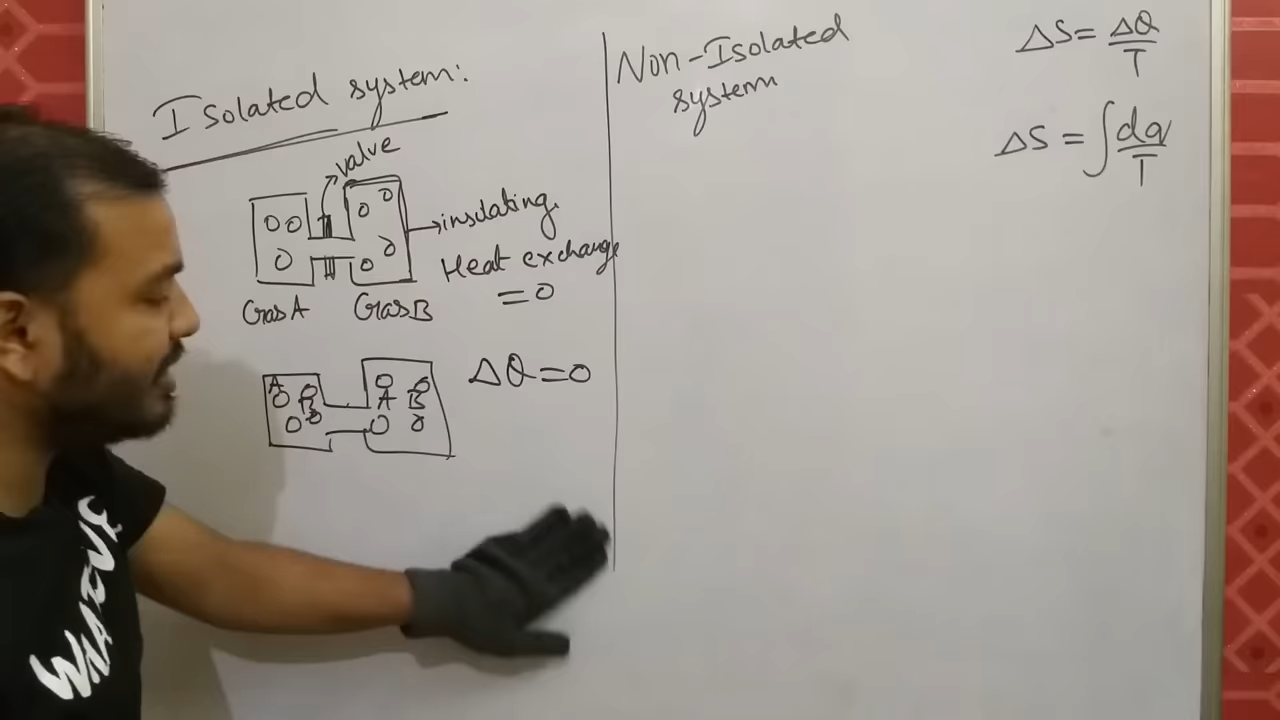 Isolated system:
valve
insulating
Heat exchange
= 0
Gas A Gas B
A B A B
ΔQ = 0
Non-Isolated
system
ΔS = ΔQ/T
ΔS = ∫dq/T